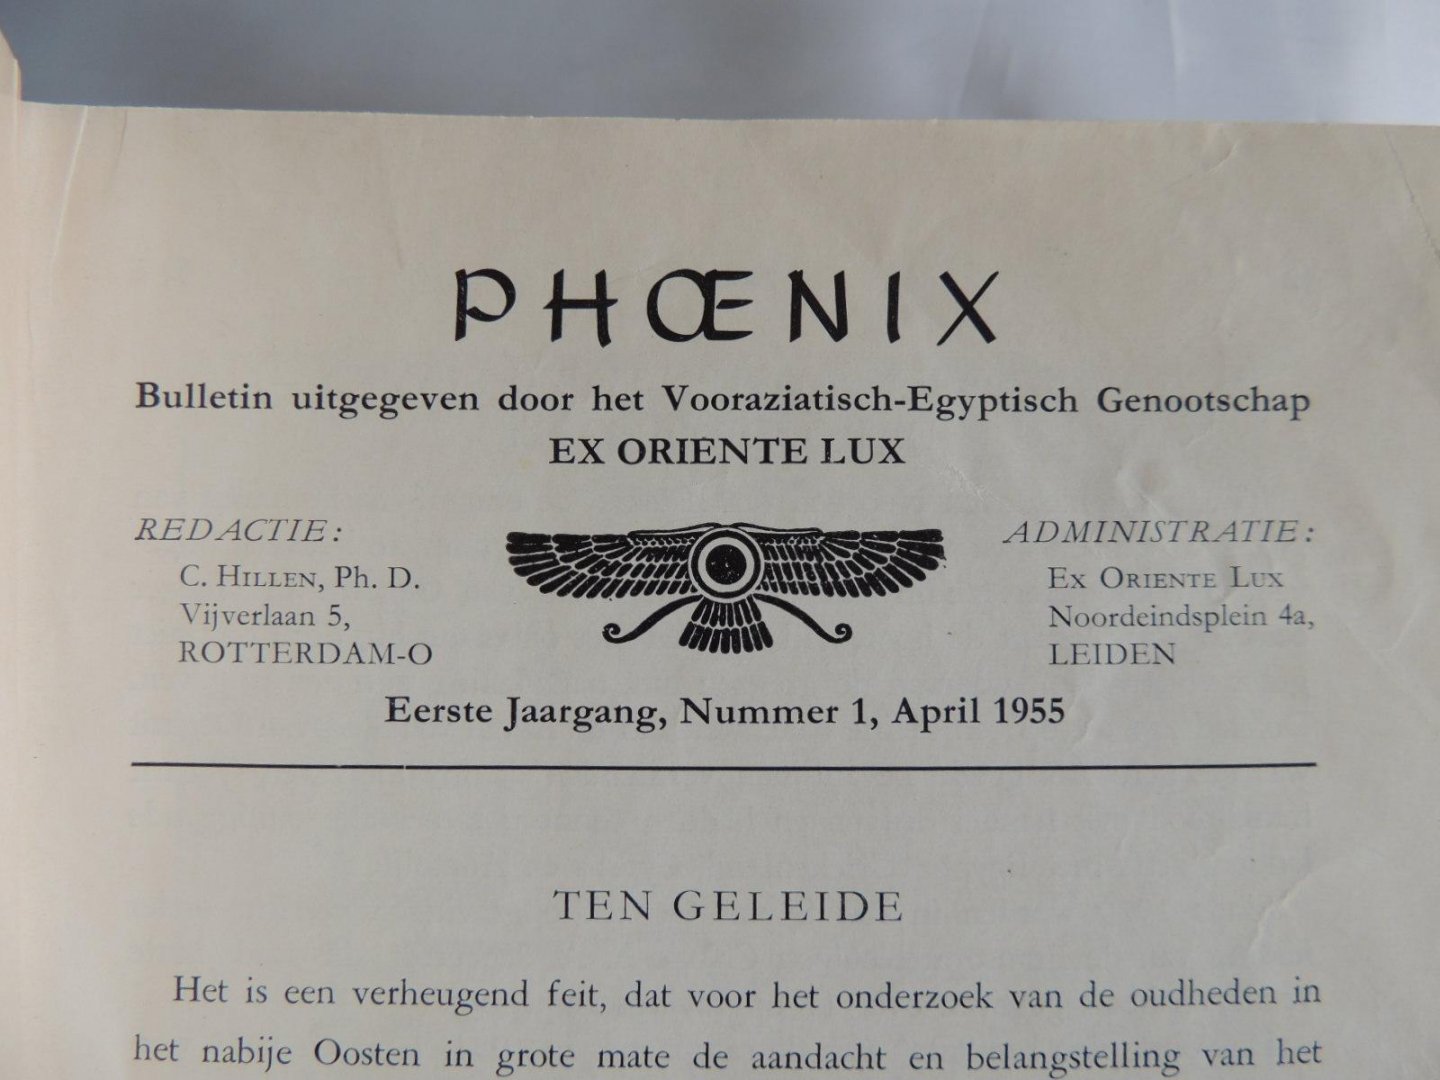 PHŒNIX
Bulletin uitgegeven door het Vooraziatisch-Egyptisch Genootschap
EX ORIENTE LUX
REDACTIE:
C. HILLEN, Ph. D.
Vijverlaan 5,
ROTTERDAM-O
ADMINISTRATIE:
EX ORIENTE LUX
Noordeindsplein 4a,
LEIDEN
Eerste Jaargang, Nummer 1, April 1955
TEN GELEIDE
Het is een verheugend feit, dat voor het onderzoek van de oudheden in
het nabije Oosten in grote mate de aandacht en belangstelling van het